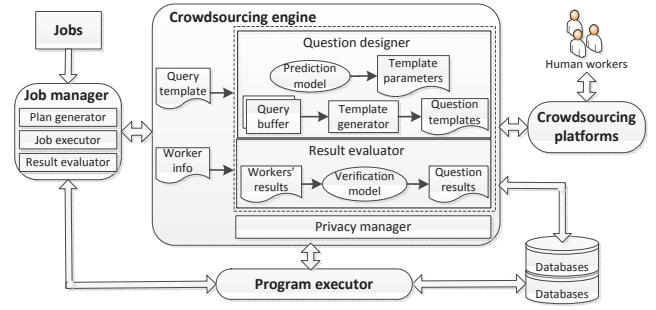 Jobs
Job manager
Plan generator
Job executor
Result evaluator
Crowdsourcing engine
Query
template
Worker
info
Question designer
Prediction
model
Template
parameters
Query
buffer
Template
generator
Question
templates
Result evaluator
Workers'
results
Verification
model
Question
results
Privacy manager
Human workers
Crowdsourcing
platforms
Program executor
Databases
Databases